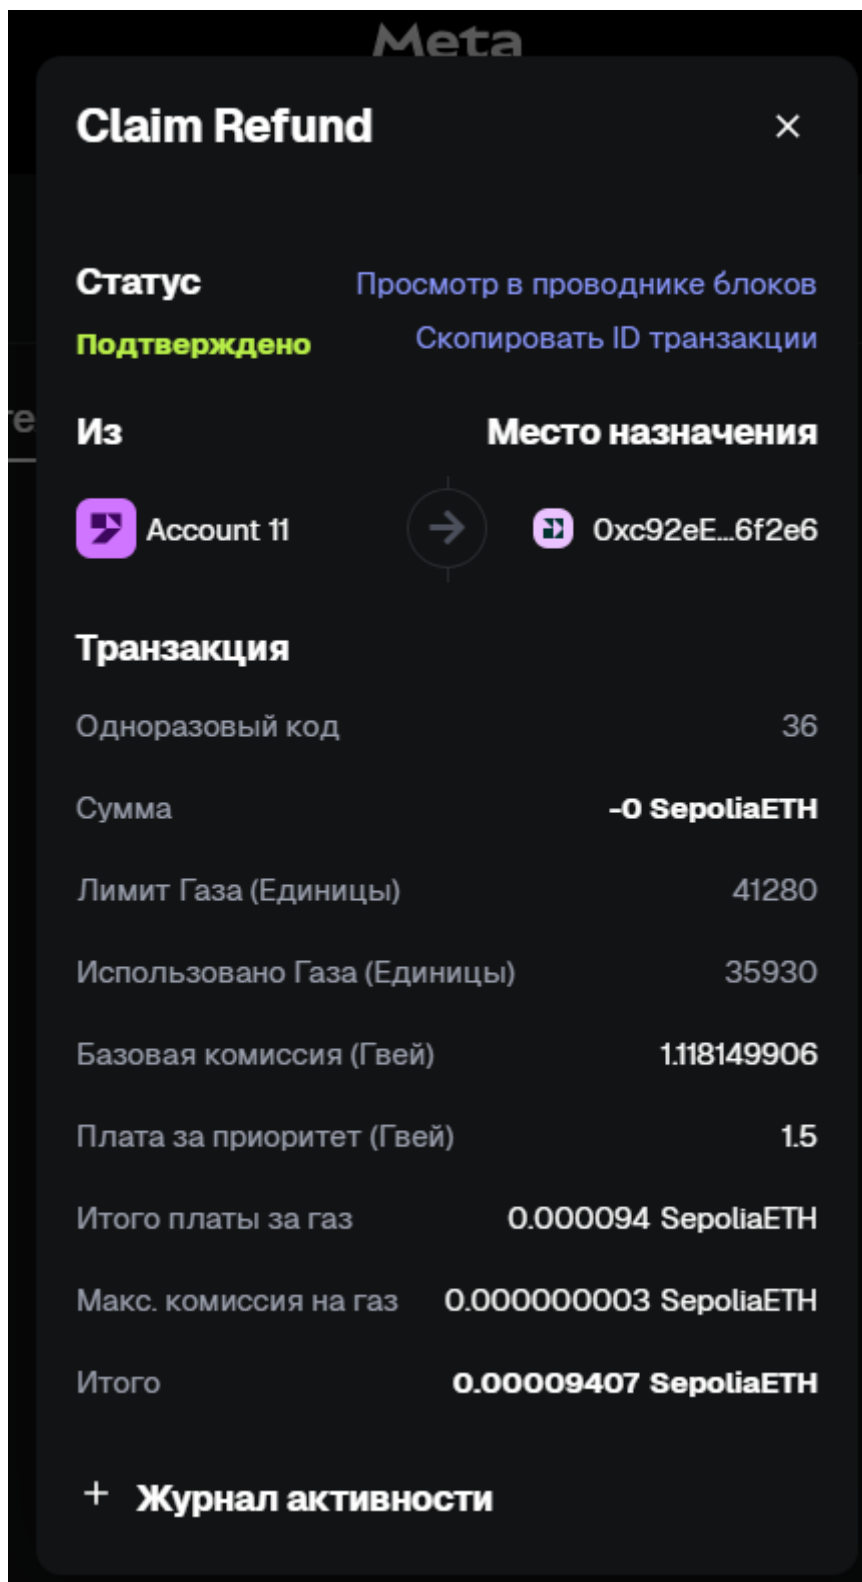 Meta
Claim Refund
Статус
Просмотр в проводнике блоков
Подтверждено
Скопировать ID транзакции
Из
Место назначения
Account 11
0xc92eE...6f2e6
Транзакция
Одноразовый код 36
Сумма -0 SepoliaETH
Лимит Газа (Единицы) 41280
Использовано Газа (Единицы) 35930
Базовая комиссия (Гвей) 1.118149906
Плата за приоритет (Гвей) 1.5
Итого платы за газ 0.000094 SepoliaETH
Макс. комиссия на газ 0.000000003 SepoliaETH
Итого 0.00009407 SepoliaETH
+ Журнал активности